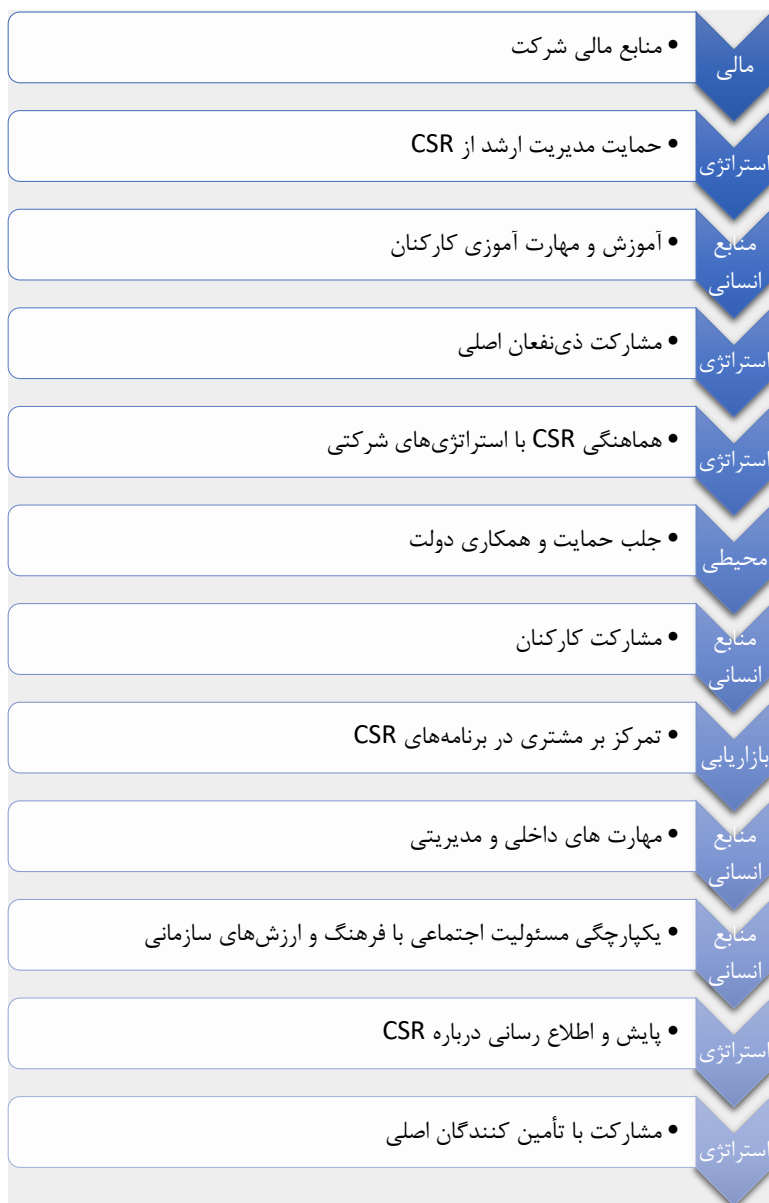 مالی
• منابع مالی شرکت
استراتژی
• حمایت مدیریت ارشد از CSR
منابع
انسانی
• آموزش و مهارت آموزی کارکنان
استراتژی
• مشارکت ذی‌نفعان اصلی
استراتژی
• هماهنگی CSR با استراتژی‌های شرکتی
محیطی
• جلب حمایت و همکاری دولت
منابع
انسانی
• مشارکت کارکنان
بازاریابی
• تمرکز بر مشتری در برنامه‌های CSR
منابع
انسانی
• مهارت های داخلی و مدیریتی
منابع
انسانی
• یکپارچگی مسئولیت اجتماعی با فرهنگ و ارزش‌های سازمانی
استراتژی
• پایش و اطلاع رسانی درباره CSR
استراتژی
• مشارکت با تأمین کنندگان اصلی